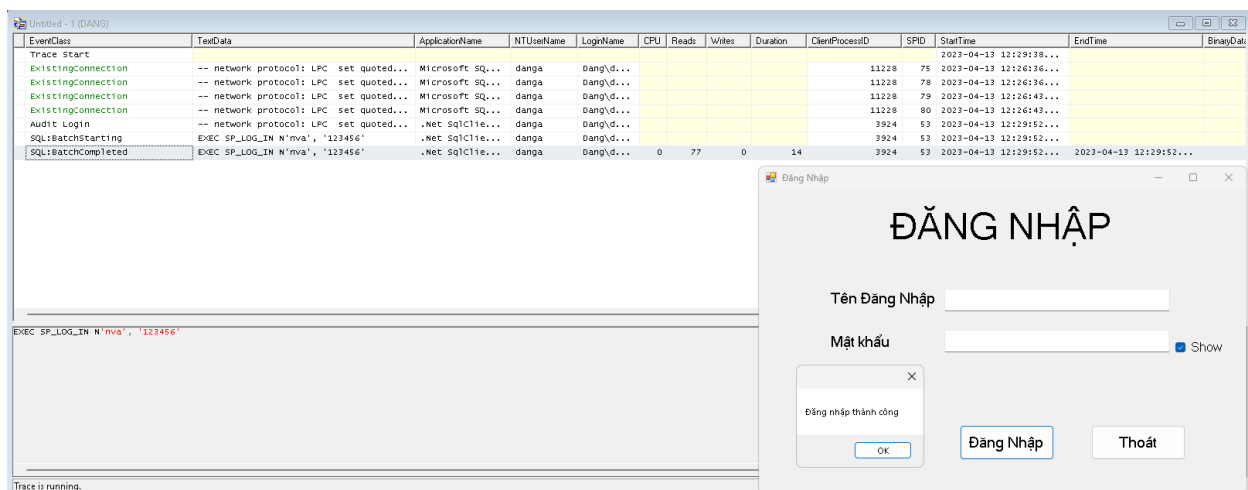 Untitled - 1 (DANG)
EventClass TextData ApplicationName NTUserName LoginName CPU Reads Writes Duration ClientProcessID SPID StartTime EndTime BinaryData
Trace Start 2023-04-13 12:29:38...
ExistingConnection -- network protocol: LPC set quoted... Microsoft SQ... danga Dang\d... 11228 75 2023-04-13 12:26:36...
ExistingConnection -- network protocol: LPC set quoted... Microsoft SQ... danga Dang\d... 11228 78 2023-04-13 12:26:36...
ExistingConnection -- network protocol: LPC set quoted... Microsoft SQ... danga Dang\d... 11228 79 2023-04-13 12:26:43...
ExistingConnection -- network protocol: LPC set quoted... Microsoft SQ... danga Dang\d... 11228 80 2023-04-13 12:26:43...
Audit Login -- network protocol: LPC set quoted... .Net SqlClie... danga Dang\d... 3924 53 2023-04-13 12:29:52...
SQL:BatchStarting EXEC SP_LOG_IN N'nva', '123456' .Net SqlClie... danga Dang\d... 3924 53 2023-04-13 12:29:52...
SQL:BatchCompleted EXEC SP_LOG_IN N'nva', '123456' .Net SqlClie... danga Dang\d... 0 77 0 14 3924 53 2023-04-13 12:29:52... 2023-04-13 12:29:52...
EXEC SP_LOG_IN N'nva', '123456'
Trace is running.
Đăng Nhập
ĐĂNG NHẬP
Tên Đăng Nhập
Mật khẩu
Show
Đăng nhập thành công
OK
Đăng Nhập
Thoát